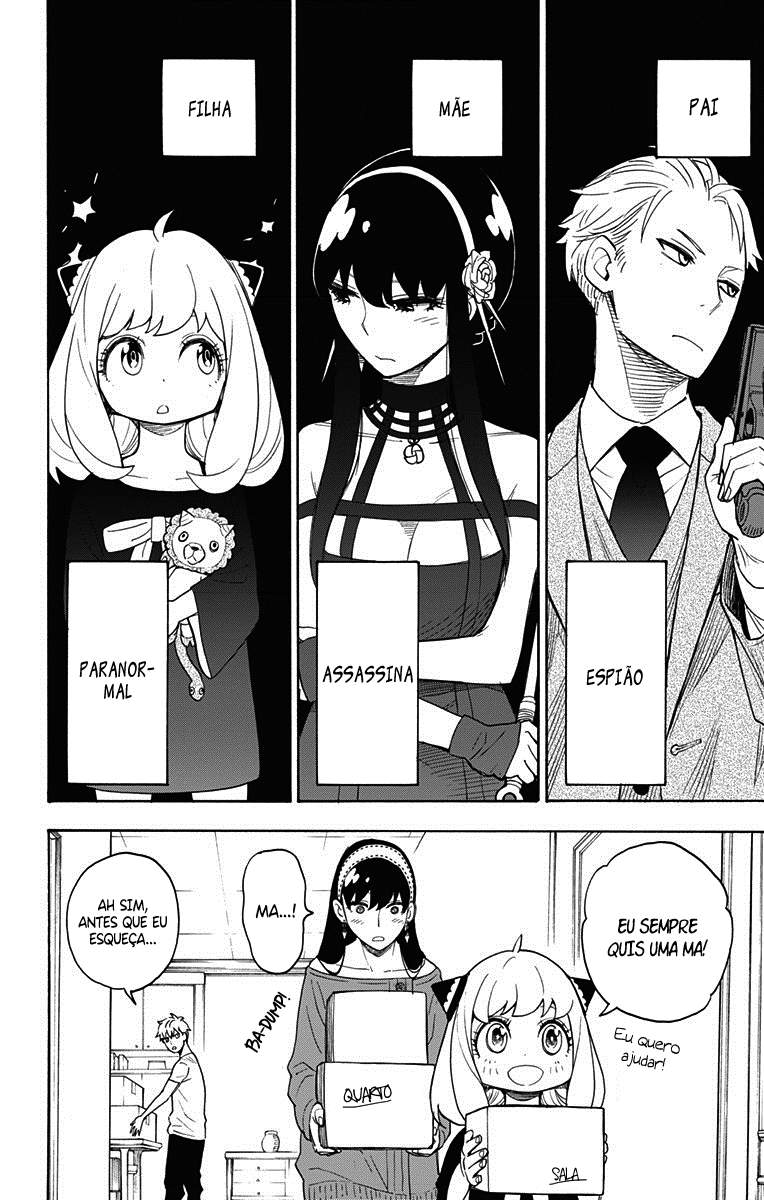 PAI
ESPIÃO
MÃE
ASSASSINA
FILHA
PARANOR-
MAL
EU SEMPRE
QUIS UMA MA!
Eu quero
ajudar!
SALA
MA...!
BA-DUMP!
QUARTO
AH SIM,
ANTES QUE EU
ESQUEÇA...